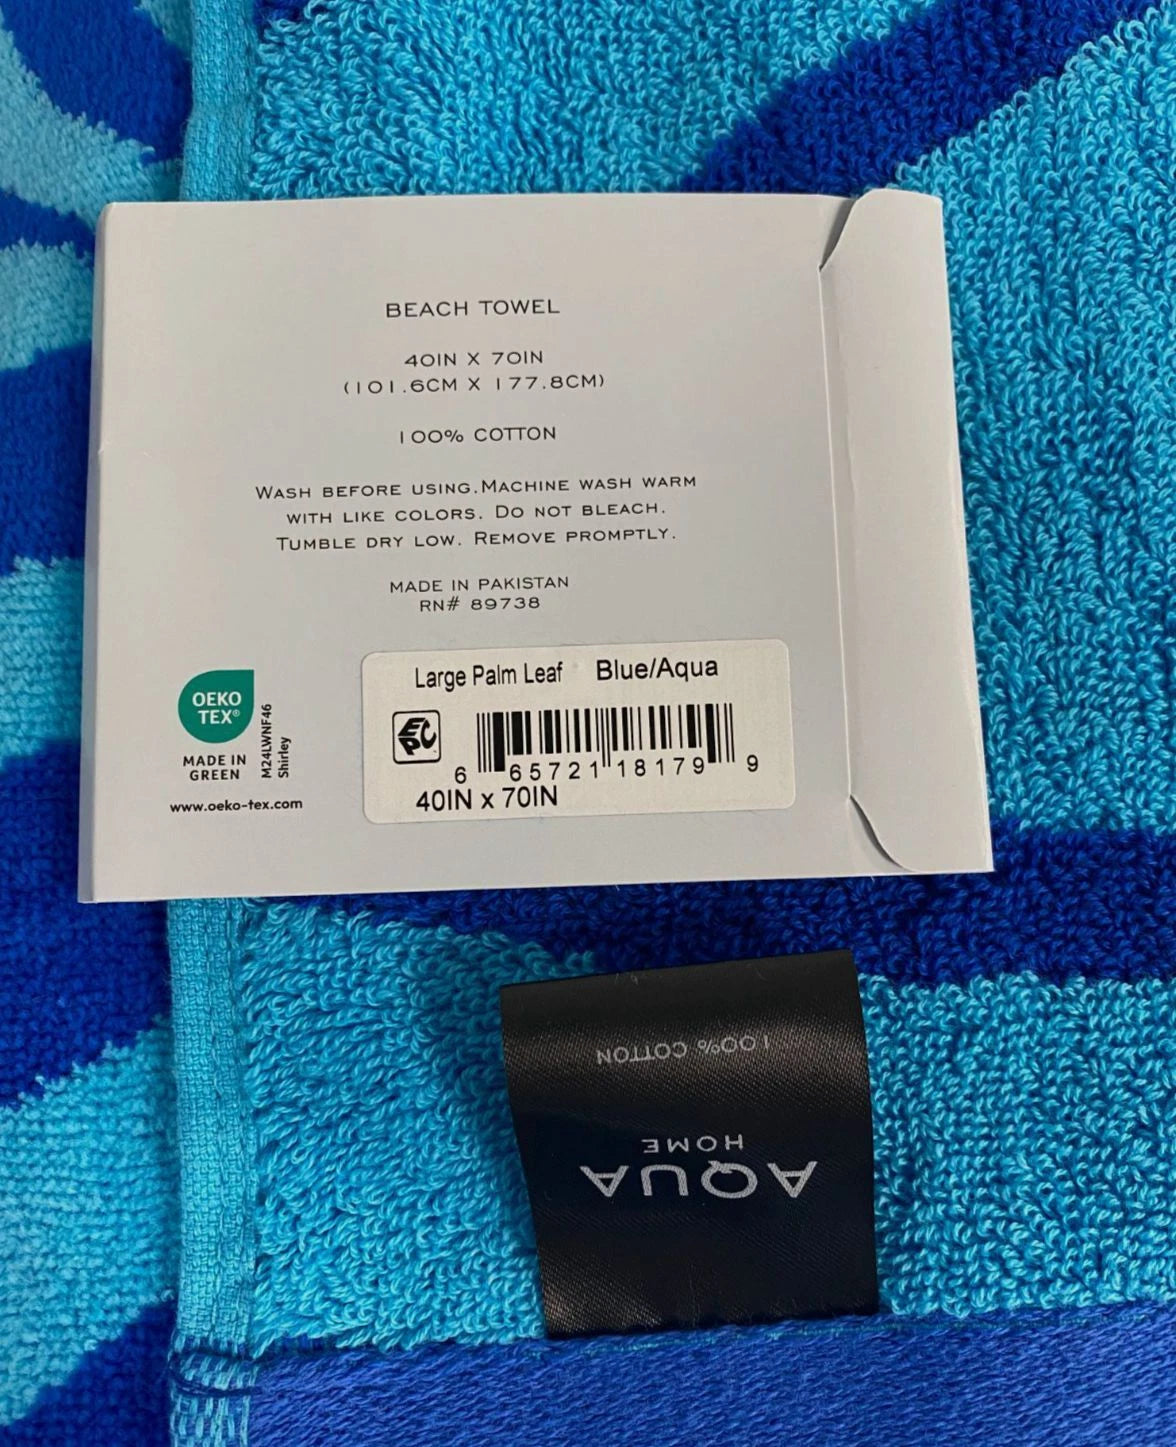 BEACH TOWEL
40IN X 70IN
(101.6CM X 177.8CM)
100% COTTON
WASH BEFORE USING. MACHINE WASH WARM
WITH LIKE COLORS. DO NOT BLEACH.
TUMBLE DRY LOW. REMOVE PROMPTLY.
MADE IN PAKISTAN
RN# 89738
OEKO
TEX®
MADE IN
GREEN
M24LWNF46
Shirley
www.oeko-tex.com
Large Palm Leaf Blue/Aqua
EPC
6 65721 18179 9
40IN x 70IN
AQUA
HOME
100% COTTON